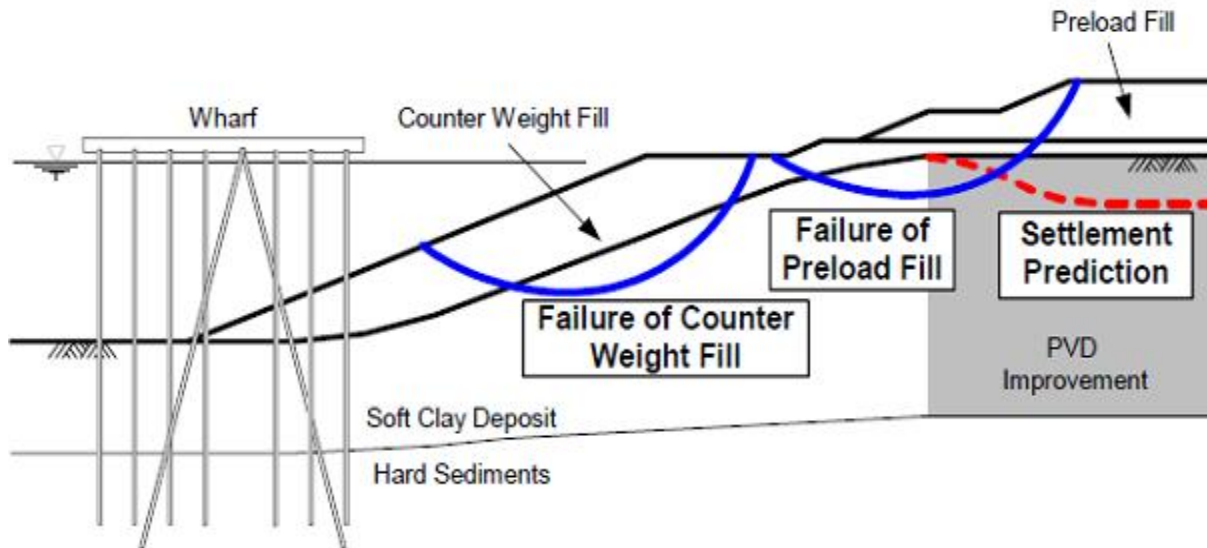 Preload Fill
Wharf
Counter Weight Fill
Failure of
Preload Fill
Settlement
Prediction
Failure of Counter
Weight Fill
PVD
Improvement
Soft Clay Deposit
Hard Sediments